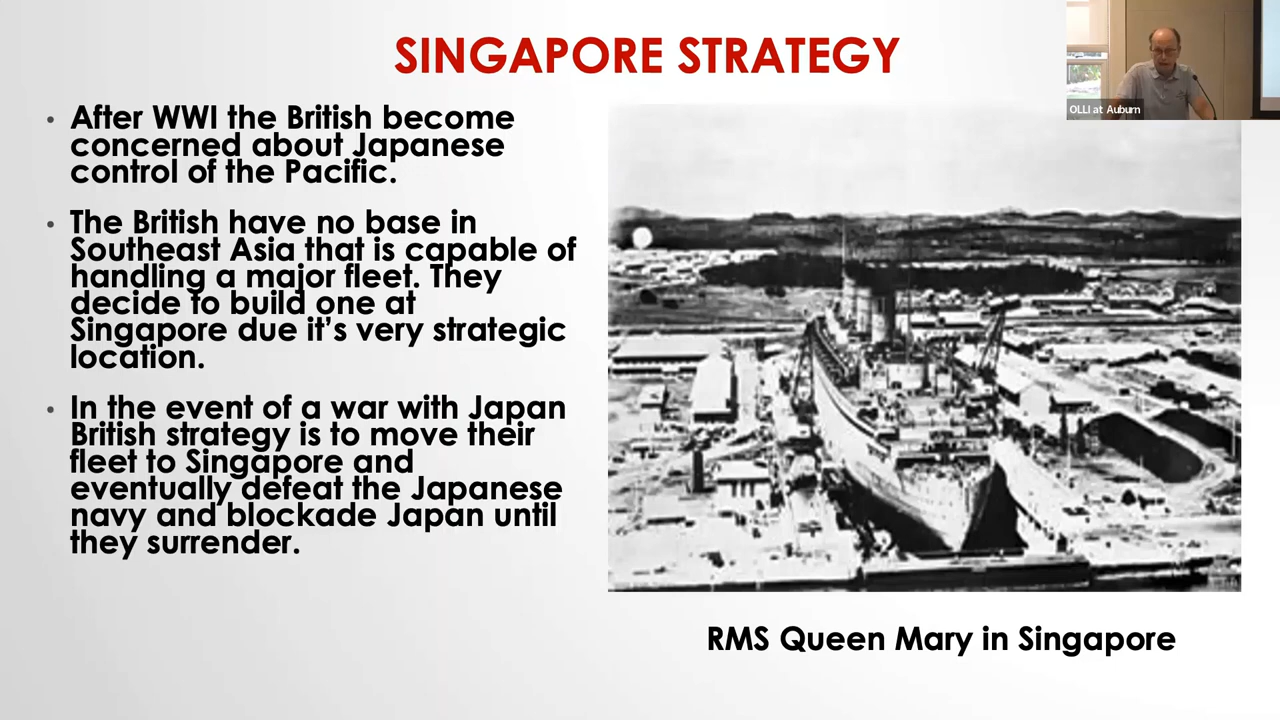 SINGAPORE STRATEGY
OLLI at Auburn
• After WWI the British become
concerned about Japanese
control of the Pacific.
• The British have no base in
Southeast Asia that is capable of
handling a major fleet. They
decide to build one at
Singapore due it's very strategic
location.
• In the event of a war with Japan
British strategy is to move their
fleet to Singapore and
eventually defeat the Japanese
navy and blockade Japan until
they surrender.
RMS Queen Mary in Singapore